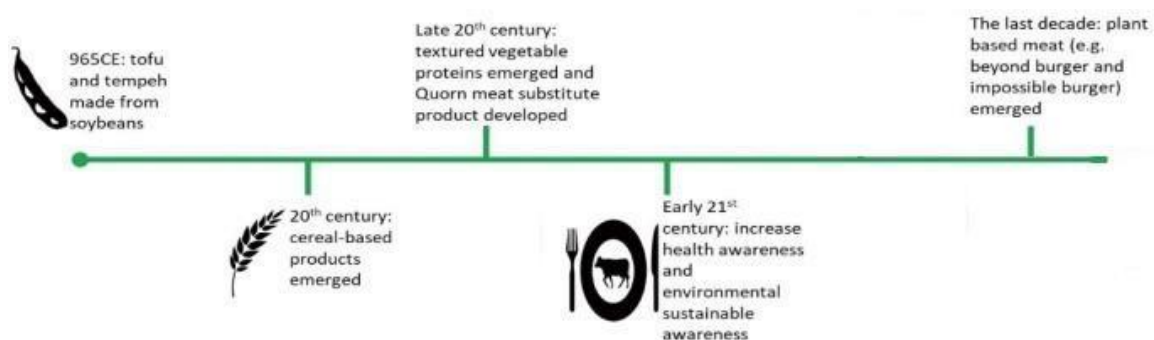 965CE: tofu
and tempeh
made from
soybeans
20th century:
cereal-based
products
emerged
Late 20th century:
textured vegetable
proteins emerged and
Quorn meat substitute
product developed
Early 21st
century: increase
health awareness
and
environmental
sustainable
awareness
The last decade: plant
based meat (e.g.
beyond burger and
impossible burger)
emerged